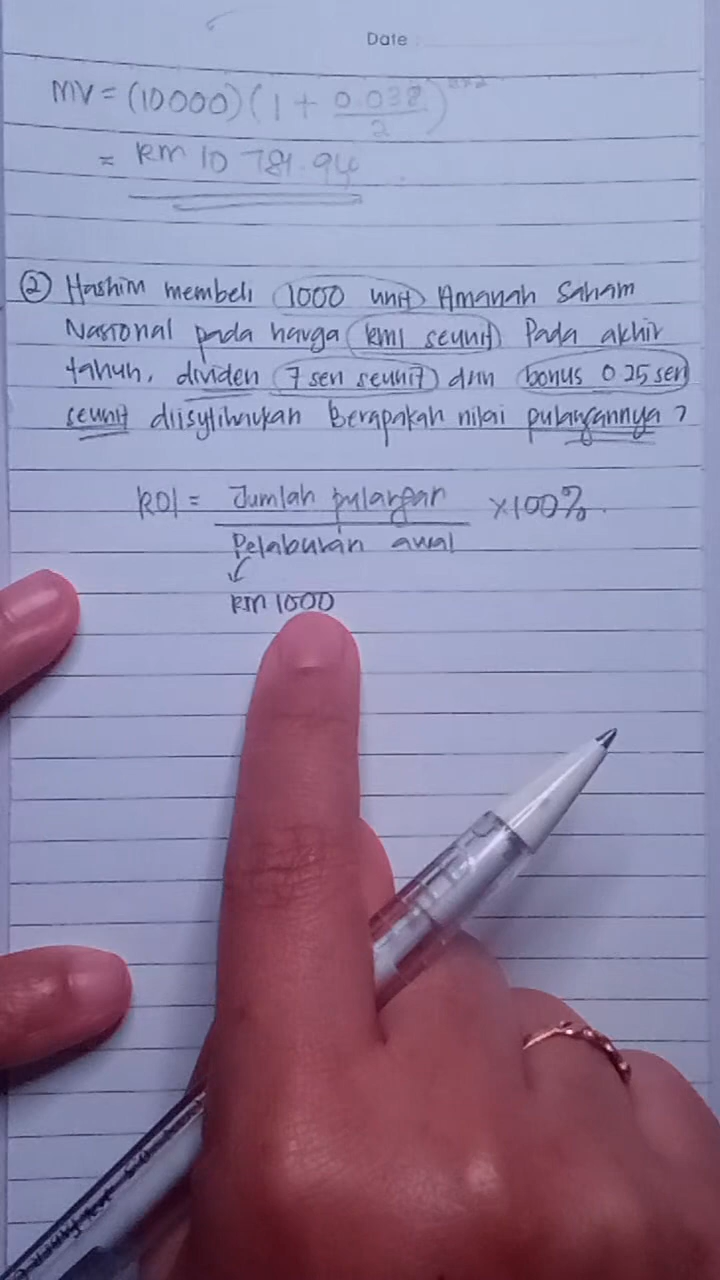 Date
MV = (10000)(1 + 0.038/2)
= RM 10 781.94
② Hashim membeli 1000 unit Amanah Saham
Nasional pada harga RM1 seunit. Pada akhir
tahun, dividen 7 sen seunit dan bonus 0.25 sen
seunit diisytiharkan. Berapakah nilai pulangannya?
ROI = Jumlah pulangan / Pelaburan awal × 100%.
RM 1000